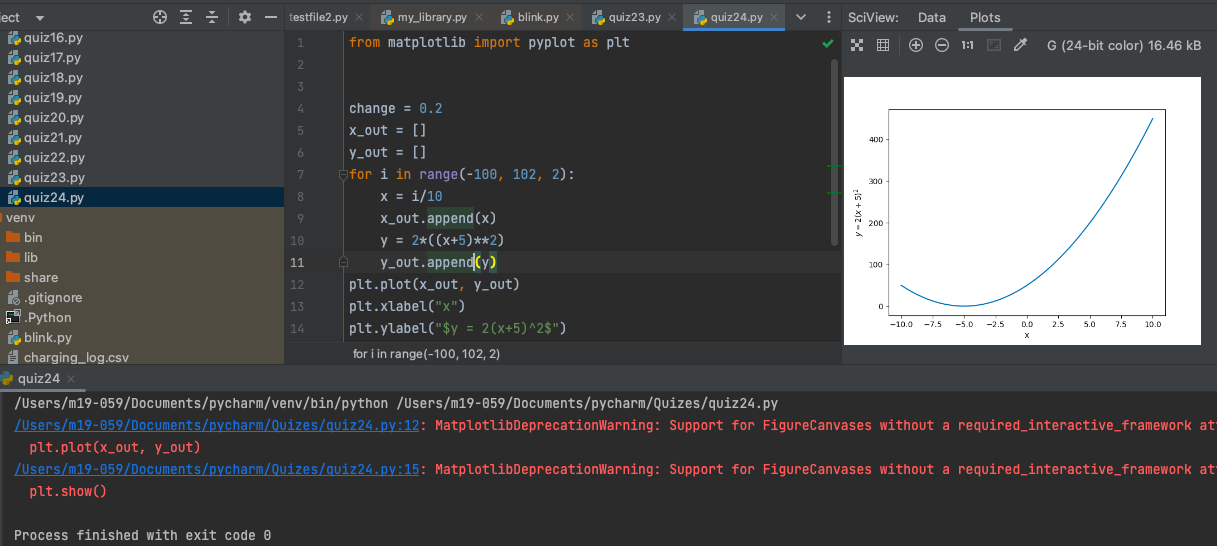 ject
quiz16.py
quiz17.py
quiz18.py
quiz19.py
quiz20.py
quiz21.py
quiz22.py
quiz23.py
quiz24.py
venv
bin
lib
share
.gitignore
.Python
blink.py
charging_log.csv
testfile2.py
my_library.py
blink.py
quiz23.py
quiz24.py
1 from matplotlib import pyplot as plt
2
3
4 change = 0.2
5 x_out = []
6 y_out = []
7 for i in range(-100, 102, 2):
8 x = i/10
9 x_out.append(x)
10 y = 2*((x+5)**2)
11 y_out.append(y)
12 plt.plot(x_out, y_out)
13 plt.xlabel("x")
14 plt.ylabel("$y = 2(x+5)^2$")
for i in range(-100, 102, 2)
SciView: Data Plots
1:1 G (24-bit color) 16.46 kB
y = 2(x + 5)²
400
300
200
100
0
−10.0 −7.5 −5.0 −2.5 0.0 2.5 5.0 7.5 10.0
x
quiz24
/Users/m19-059/Documents/pycharm/venv/bin/python /Users/m19-059/Documents/pycharm/Quizes/quiz24.py
/Users/m19-059/Documents/pycharm/Quizes/quiz24.py:12: MatplotlibDeprecationWarning: Support for FigureCanvases without a required_interactive_framework at
plt.plot(x_out, y_out)
/Users/m19-059/Documents/pycharm/Quizes/quiz24.py:15: MatplotlibDeprecationWarning: Support for FigureCanvases without a required_interactive_framework at
plt.show()
Process finished with exit code 0